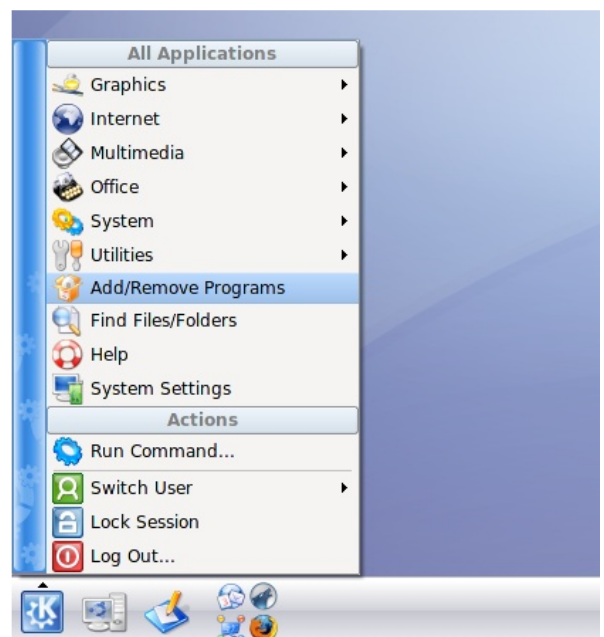 All Applications
Graphics
Internet
Multimedia
Office
System
Utilities
Add/Remove Programs
Find Files/Folders
Help
System Settings
Actions
Run Command...
Switch User
Lock Session
Log Out...